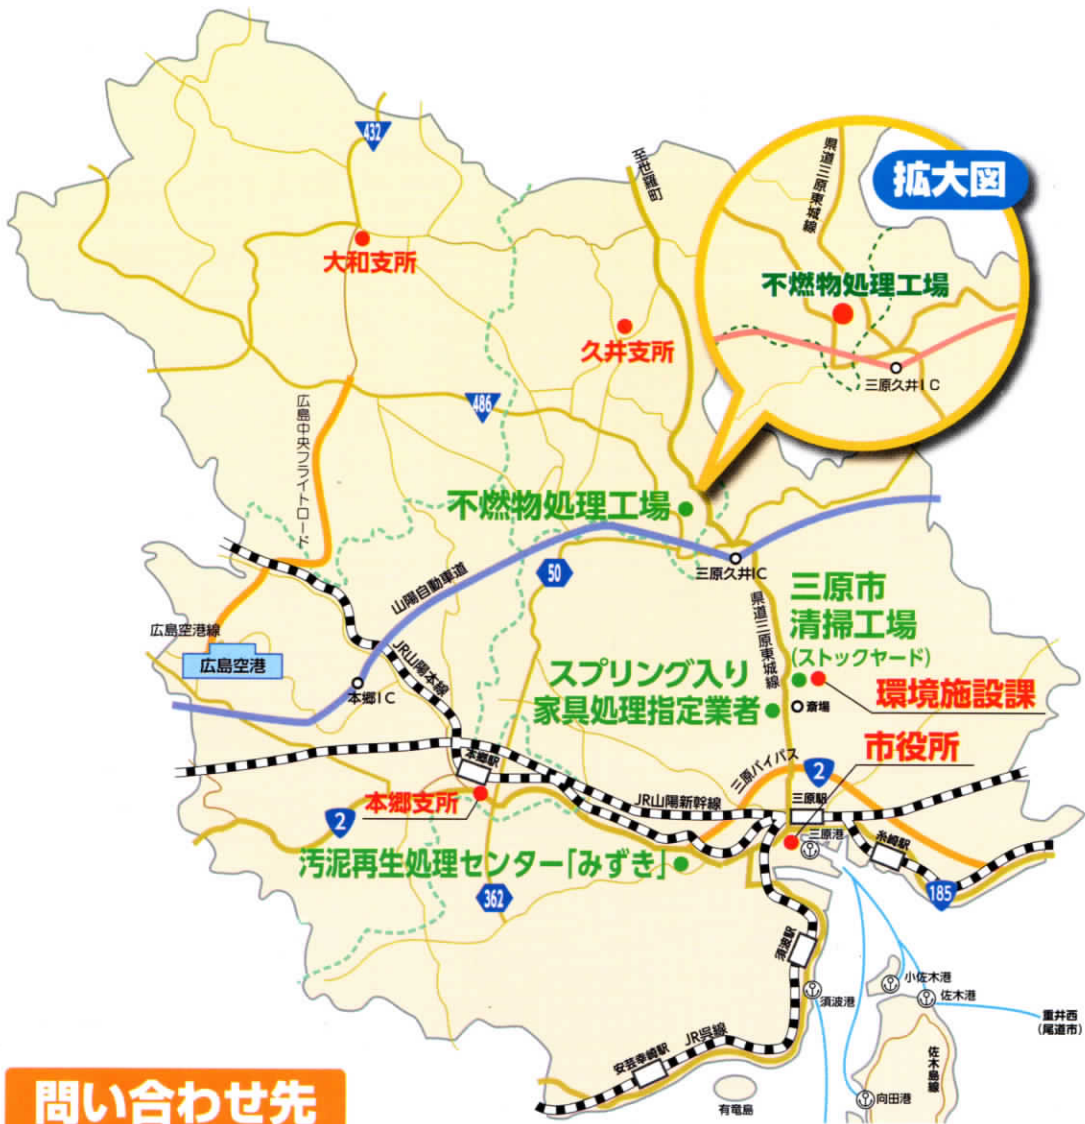 432
至世羅町
県道三原東城線
拡大図
大和支所
不燃物処理工場
久井支所
三原久井IC
486
広島中央フライトロード
不燃物処理工場
三原久井IC
50
山陽自動車道
県道三原東城線
三原市
清掃工場
(ストックヤード)
広島空港線
広島空港
JR山陽本線
本郷IC
スプリング入り
家具処理指定業者
環境施設課
斎場
市役所
本郷駅
三原バイパス
2
JR山陽新幹線
三原駅
本郷支所
2
三原港
糸崎駅
汚泥再生処理センター「みずき」
362
185
須波駅
小佐木港
須波港
佐木港
重井西
(尾道市)
JR呉線
安芸幸崎駅
佐木島線
有竜島
向田港
問い合わせ先